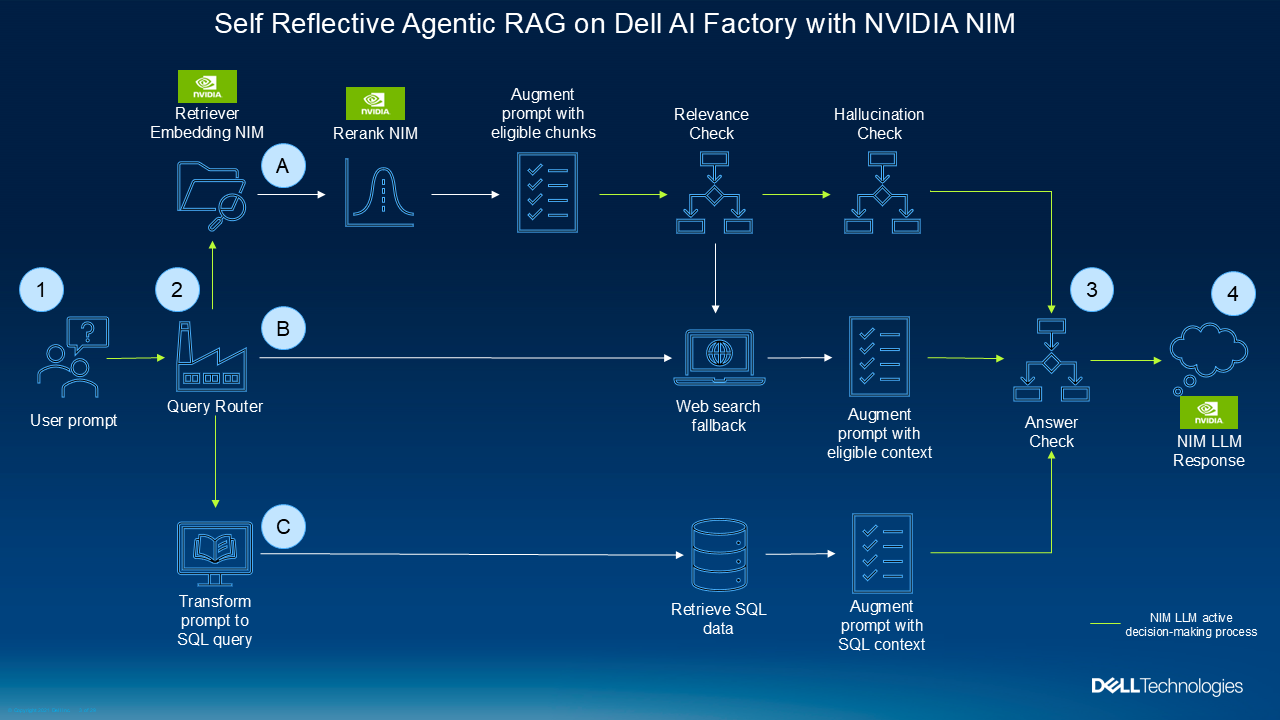 Self Reflective Agentic RAG on Dell AI Factory with NVIDIA NIM
NVIDIA
Retriever
Embedding NIM
NVIDIA
Rerank NIM
Augment
prompt with
eligible chunks
Relevance
Check
Hallucination
Check
A
1
2
B
3
4
?
User prompt
Query Router
Web search
fallback
Augment
prompt with
eligible context
Answer
Check
NVIDIA
NIM LLM
Response
C
Transform
prompt to
SQL query
Retrieve SQL
data
Augment
prompt with
SQL context
NIM LLM active
decision-making process
DELLTechnologies